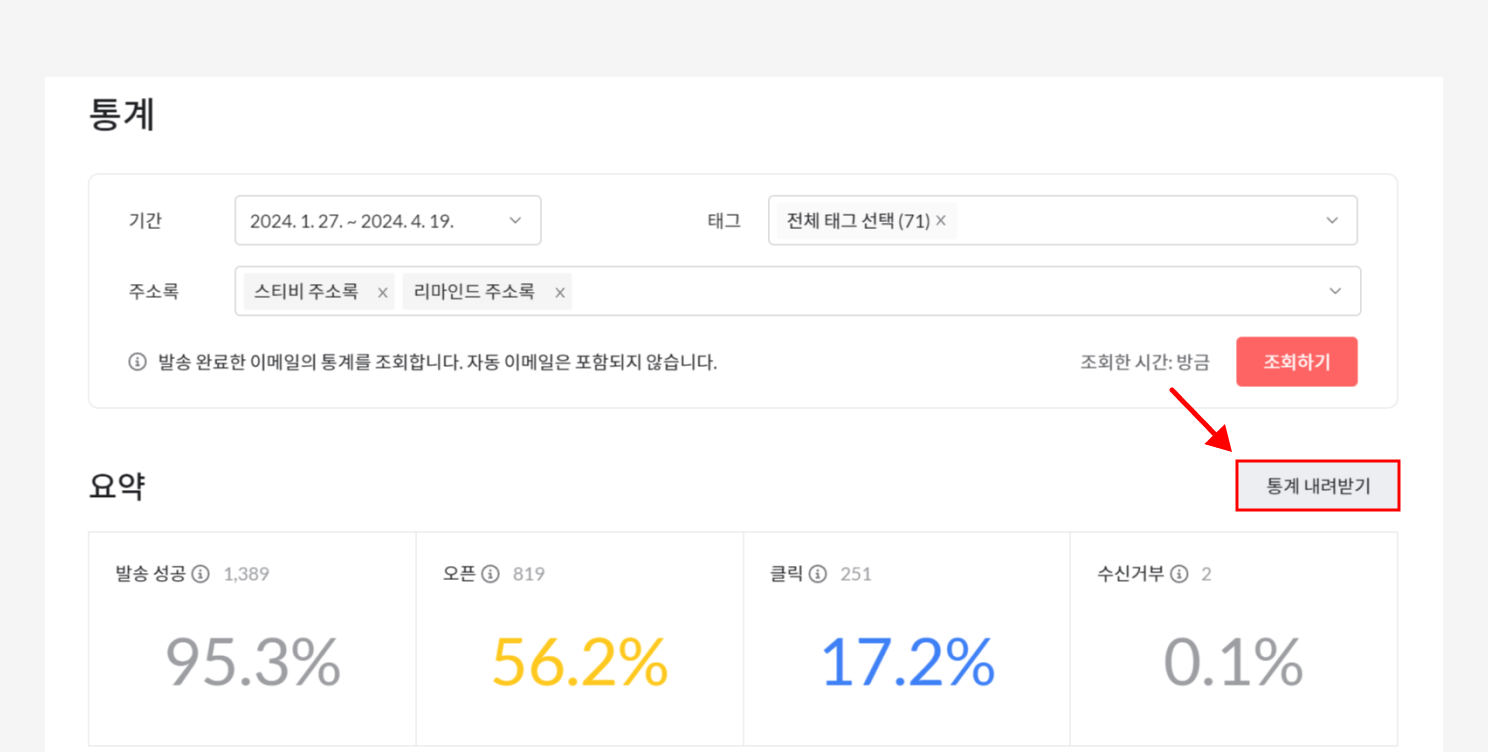 통계
기간 2024. 1. 27. ~ 2024. 4. 19. 태그 전체 태그 선택 (71) ×
주소록 스티비 주소록 × 리마인드 주소록 ×
발송 완료한 이메일의 통계를 조회합니다. 자동 이메일은 포함되지 않습니다. 조회한 시간: 방금 조회하기
요약 통계 내려받기
발송 성공 1,389 오픈 819 클릭 251 수신거부 2
95.3% 56.2% 17.2% 0.1%